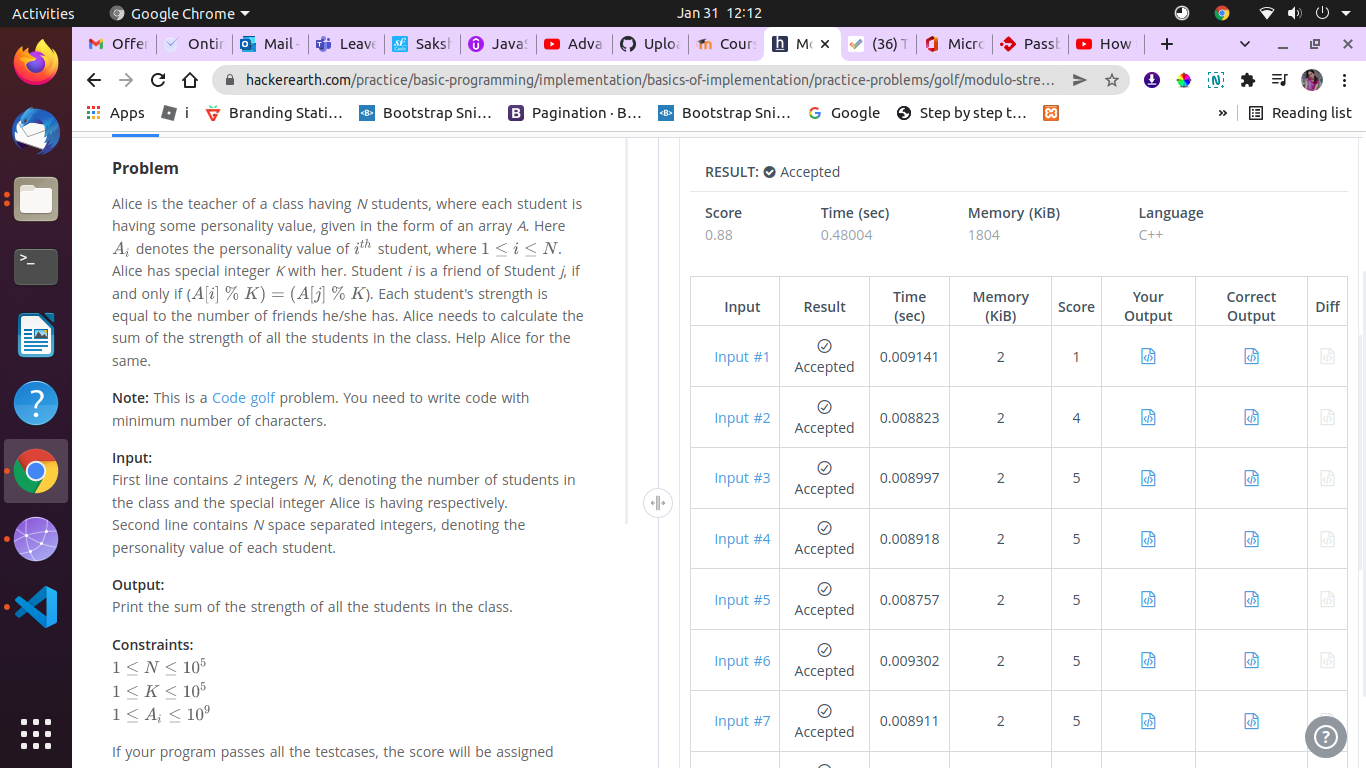 Activities
Google Chrome
Jan 31 12:12
Offer
Ontir
Mail -
Leave
Saksh
JavaS
Adva
Uploa
Cours
Mo
(36) T
Micro
Passb
How
hackerearth.com/practice/basic-programming/implementation/basics-of-implementation/practice-problems/golf/modulo-stre...
Apps
i
Branding Stati...
Bootstrap Sni...
Pagination · B...
Bootstrap Sni...
Google
Step by step t...
»
Reading list
Problem
Alice is the teacher of a class having N students, where each student is
having some personality value, given in the form of an array A. Here
A_i denotes the personality value of i^th student, where 1 ≤ i ≤ N.
Alice has special integer K with her. Student i is a friend of Student j, if
and only if (A[i] % K) = (A[j] % K). Each student's strength is
equal to the number of friends he/she has. Alice needs to calculate the
sum of the strength of all the students in the class. Help Alice for the
same.
Note: This is a Code golf problem. You need to write code with
minimum number of characters.
Input:
First line contains 2 integers N, K, denoting the number of students in
the class and the special integer Alice is having respectively.
Second line contains N space separated integers, denoting the
personality value of each student.
Output:
Print the sum of the strength of all the students in the class.
Constraints:
1 ≤ N ≤ 10^5
1 ≤ K ≤ 10^5
1 ≤ A_i ≤ 10^9
If your program passes all the testcases, the score will be assigned
RESULT: Accepted
Score Time (sec) Memory (KiB) Language
0.88 0.48004 1804 C++
Input Result Time (sec) Memory (KiB) Score Your Output Correct Output Diff
Input #1 Accepted 0.009141 2 1
Input #2 Accepted 0.008823 2 4
Input #3 Accepted 0.008997 2 5
Input #4 Accepted 0.008918 2 5
Input #5 Accepted 0.008757 2 5
Input #6 Accepted 0.009302 2 5
Input #7 Accepted 0.008911 2 5